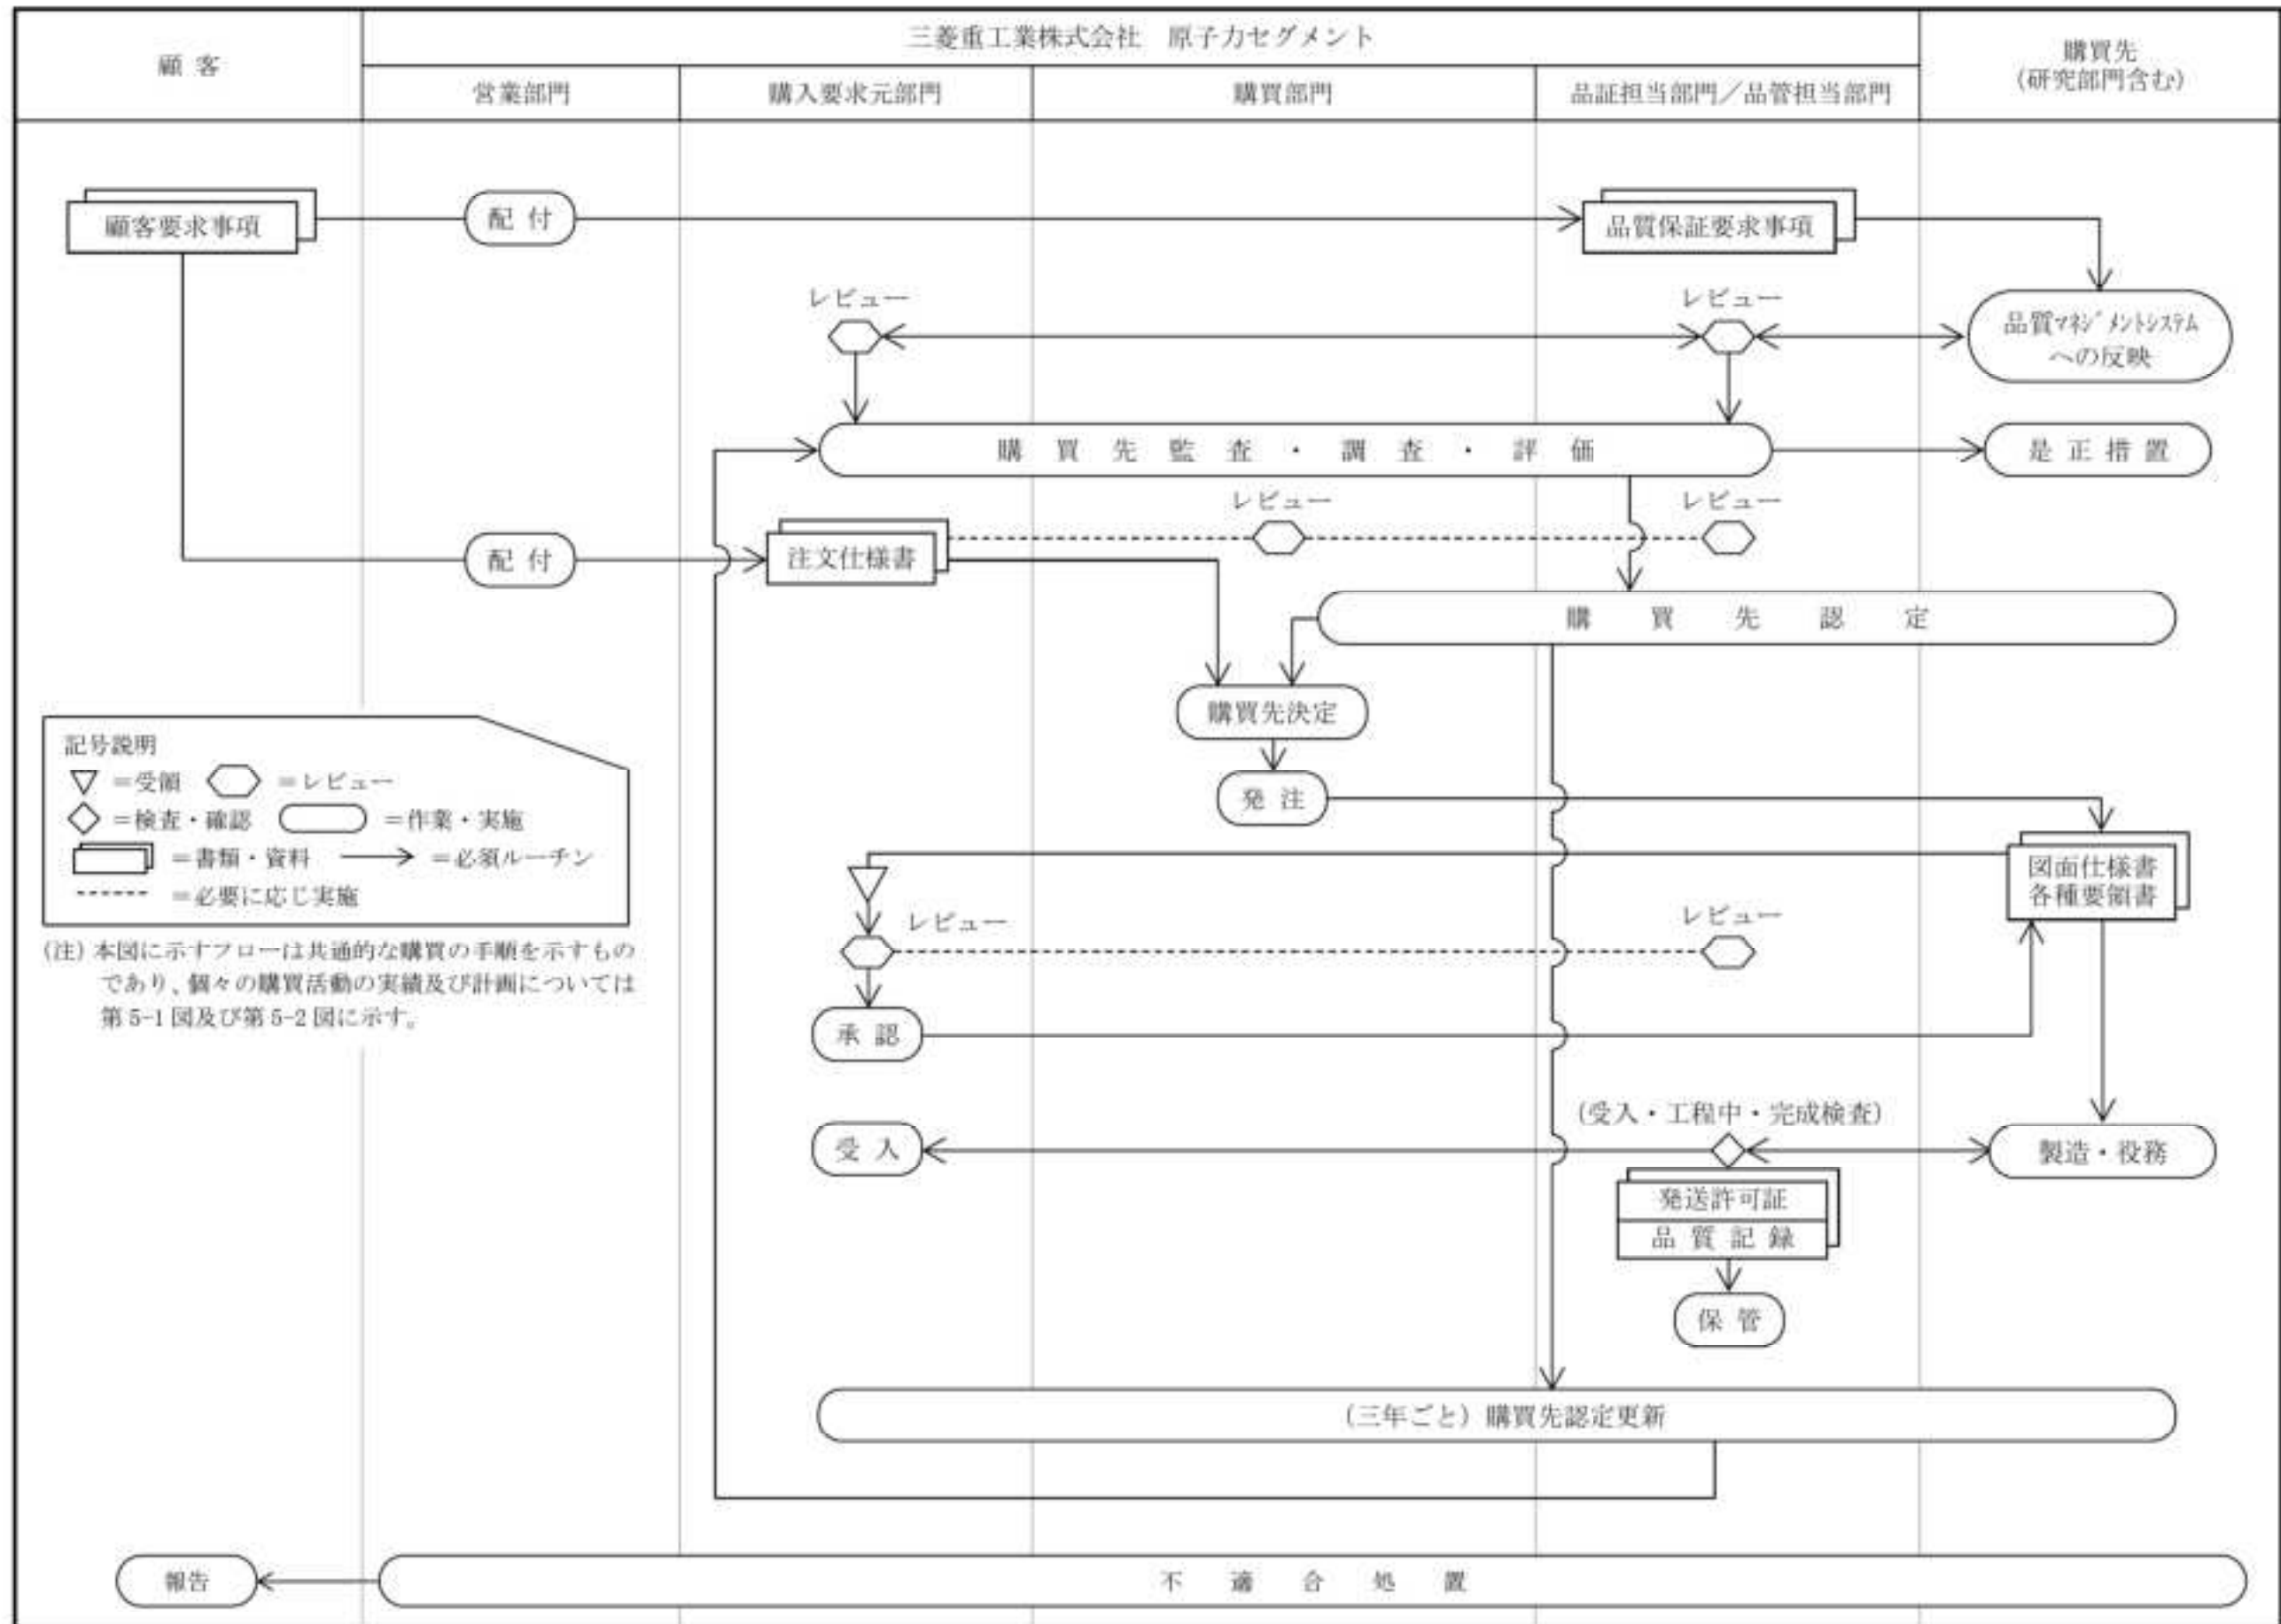 顧 客
三菱重工業株式会社　原子力セグメント
購買先
(研究部門含む)
営業部門
購入要求元部門
購買部門
品証担当部門／品管担当部門
顧客要求事項
配 付
品質保証要求事項
レビュー
レビュー
品質ﾏﾈｼﾞﾒﾝﾄｼｽﾃﾑ
への反映
購 買 先 監 査 ・ 調 査 ・ 評 価
是 正 措 置
レビュー
レビュー
配 付
注文仕様書
購 買 先 認 定
購買先決定
発 注
記号説明
＝受領
＝レビュー
＝検査・確認
＝作業・実施
＝書類・資料
＝必須ルーチン
＝必要に応じ実施
図面仕様書
各種要領書
レビュー
レビュー
(注) 本図に示すフローは共通的な購買の手順を示すもの
であり、個々の購買活動の実績及び計画については
第 5-1 図及び第 5-2 図に示す。
承 認
(受入・工程中・完成検査)
受 入
製造・役務
発送許可証
品 質 記 録
保 管
(三年ごと) 購買先認定更新
報告
不 適 合 処 置